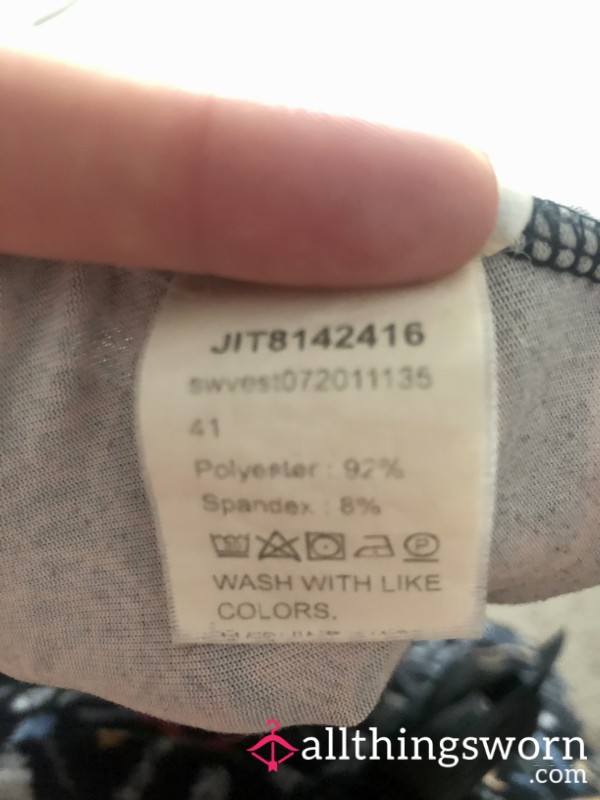 JIT8142416
swvest072011135
41
Polyester : 92%
Spandex : 8%
P
WASH WITH LIKE
COLORS.
allthingsworn
.com